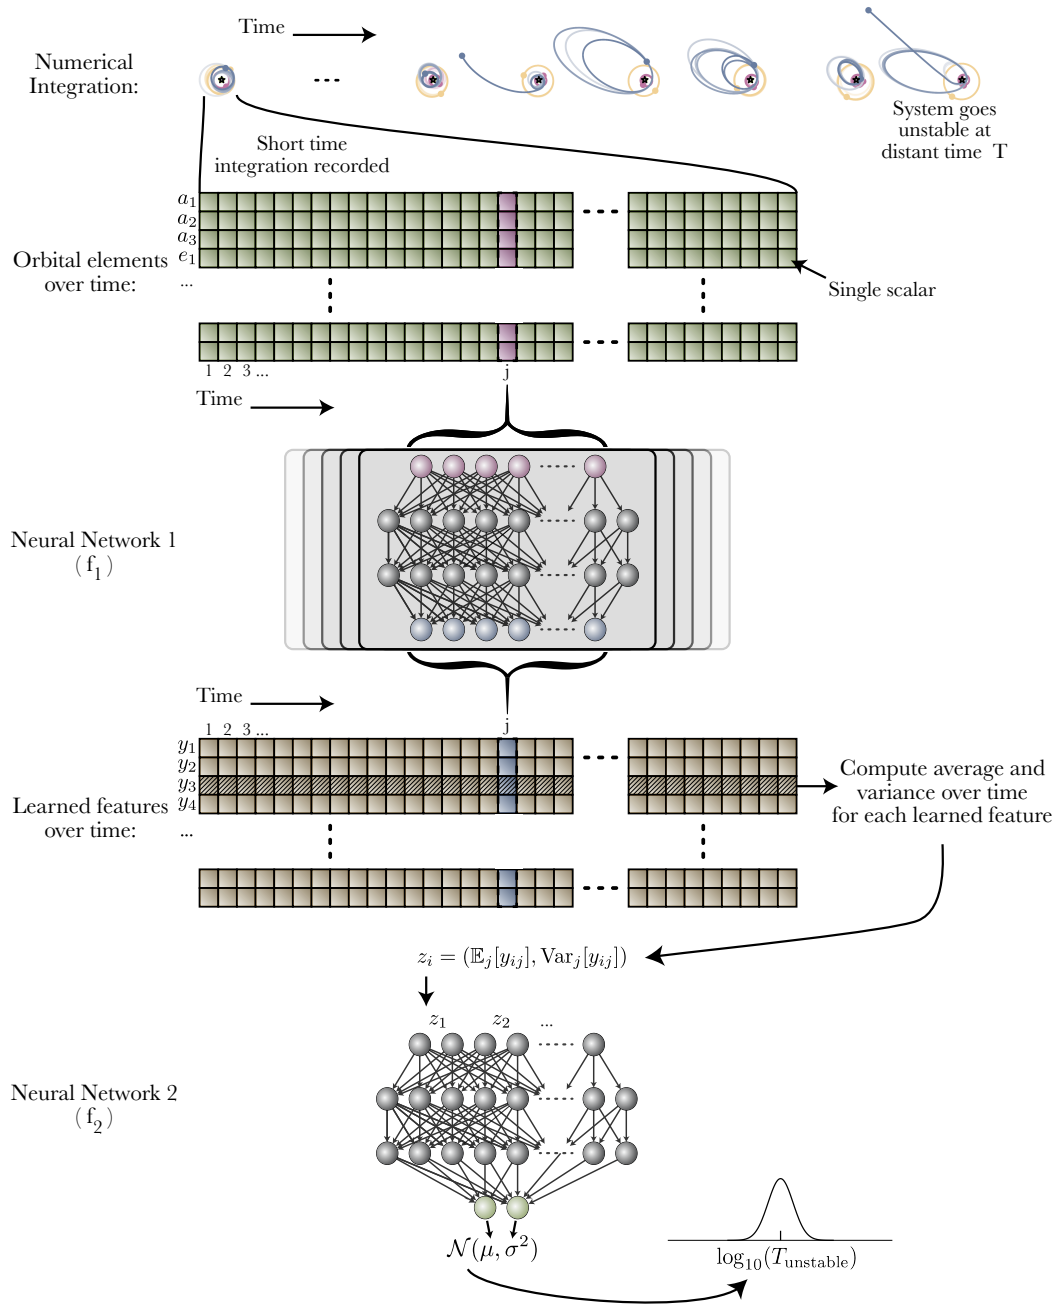 Time
Numerical
Integration:
...
System goes
unstable at
distant time T
Short time
integration recorded
a₁
a₂
a₃
e₁
Orbital elements
over time:
...
Single scalar
1 2 3 ...
j
Time
Neural Network 1
(f₁)
Time
1 2 3 ...
j
y₁
y₂
y₃
y₄
Learned features
over time:
...
Compute average and
variance over time
for each learned feature
zᵢ = (𝔼ⱼ[yᵢⱼ], Varⱼ[yᵢⱼ])
z₁ z₂ ...
Neural Network 2
(f₂)
𝒩(μ, σ²)
log₁₀(T_unstable)